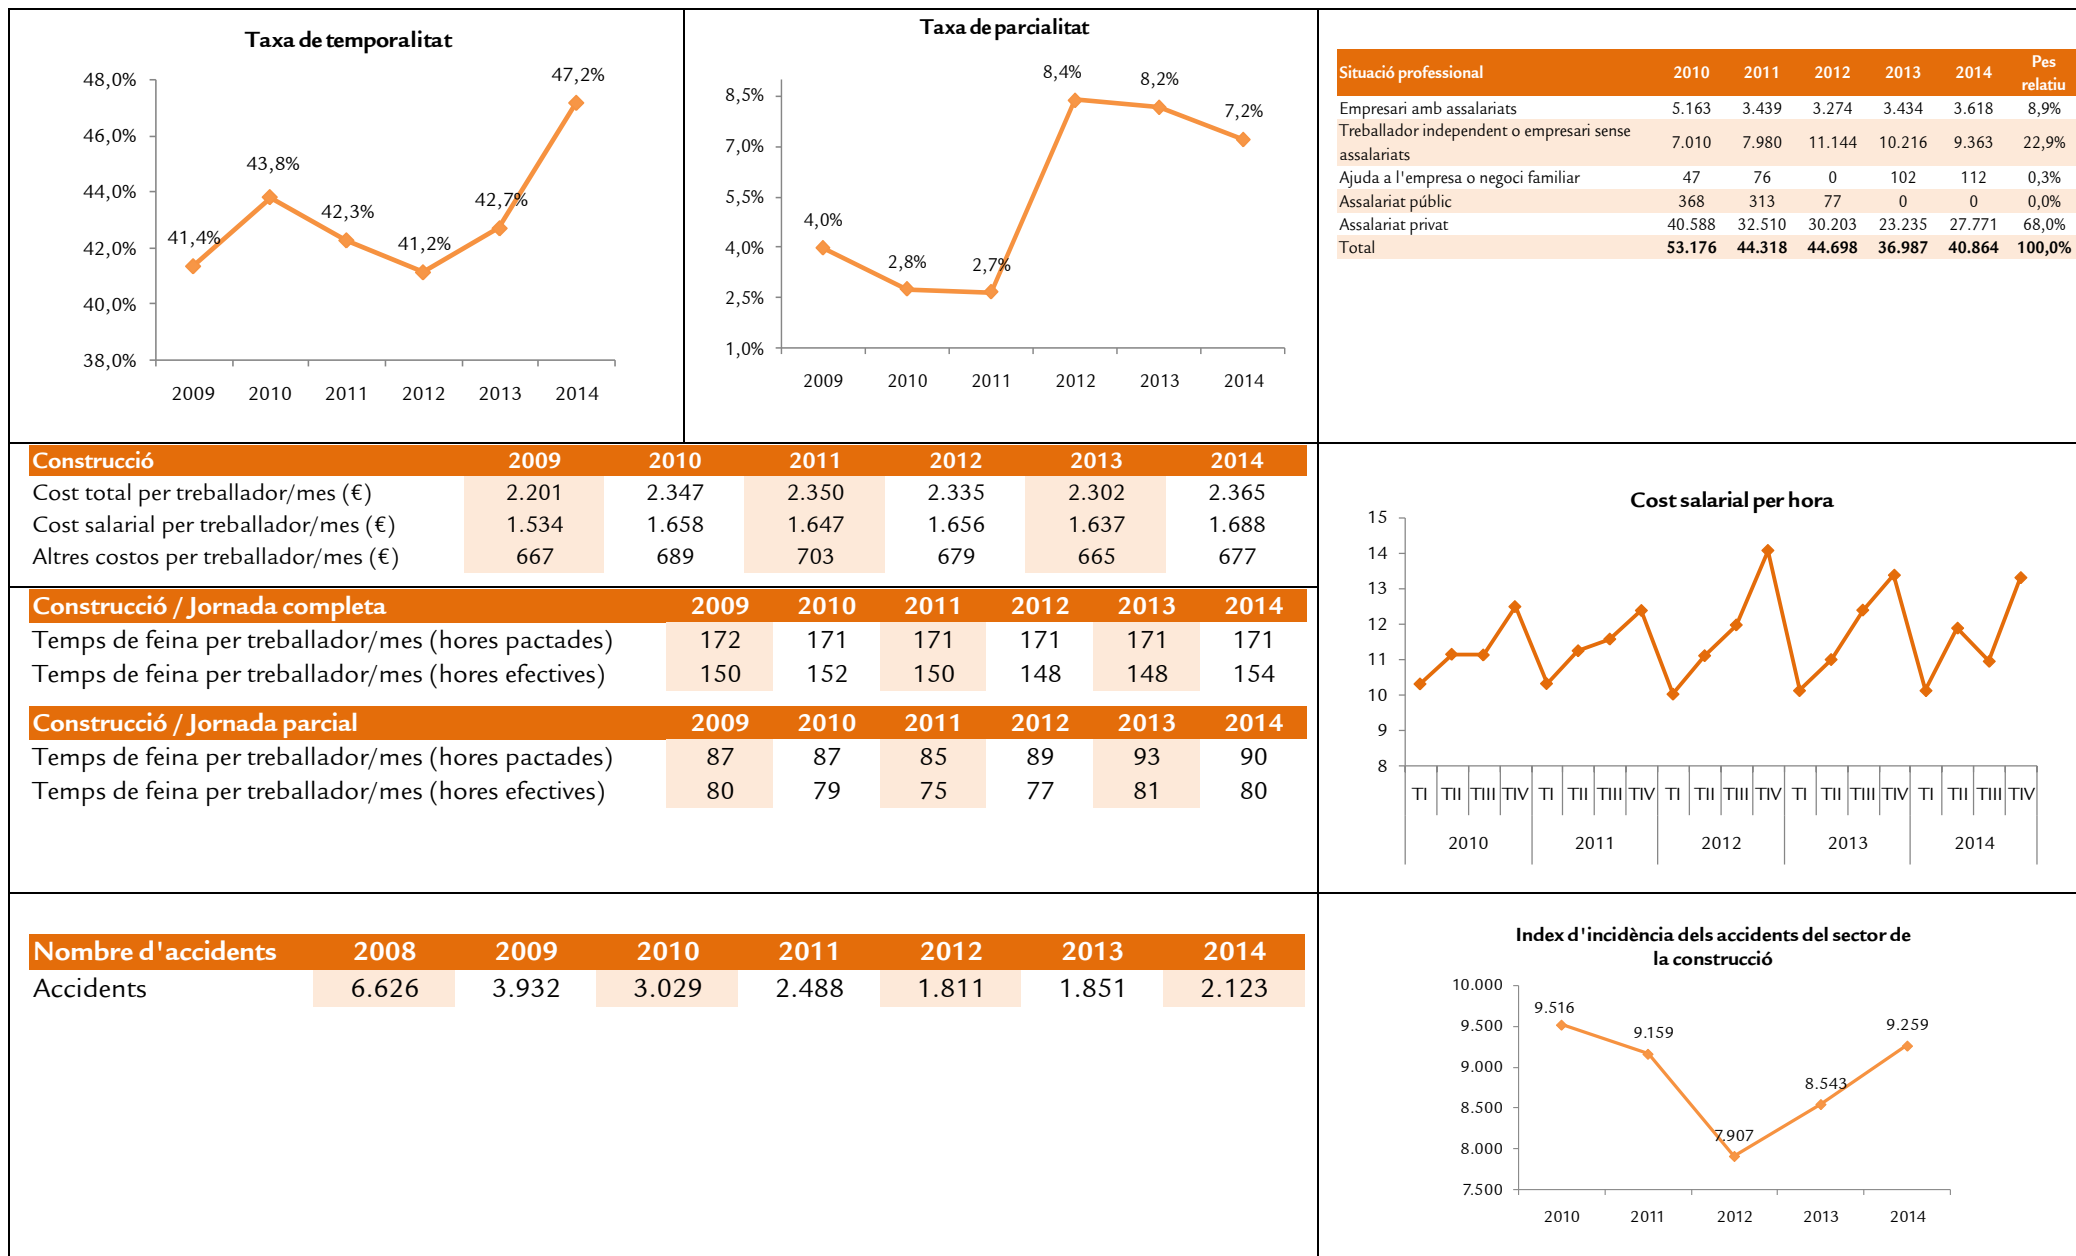 Taxa de temporalitat
48,0%
46,0%
44,0%
42,0%
40,0%
38,0%
41,4%
43,8%
42,3%
41,2%
42,7%
47,2%
2009 2010 2011 2012 2013 2014
Taxa de parcialitat
8,5%
7,0%
5,5%
4,0%
2,5%
1,0%
4,0%
2,8%
2,7%
8,4%
8,2%
7,2%
2009 2010 2011 2012 2013 2014
Situació professional 2010 2011 2012 2013 2014 Pes relatiu
Empresari amb assalariats 5.163 3.439 3.274 3.434 3.618 8,9%
Treballador independent o empresari sense
assalariats 7.010 7.980 11.144 10.216 9.363 22,9%
Ajuda a l'empresa o negoci familiar 47 76 0 102 112 0,3%
Assalariat públic 368 313 77 0 0 0,0%
Assalariat privat 40.588 32.510 30.203 23.235 27.771 68,0%
Total 53.176 44.318 44.698 36.987 40.864 100,0%
Construcció 2009 2010 2011 2012 2013 2014
Cost total per treballador/mes (€) 2.201 2.347 2.350 2.335 2.302 2.365
Cost salarial per treballador/mes (€) 1.534 1.658 1.647 1.656 1.637 1.688
Altres costos per treballador/mes (€) 667 689 703 679 665 677
Construcció / Jornada completa 2009 2010 2011 2012 2013 2014
Temps de feina per treballador/mes (hores pactades) 172 171 171 171 171 171
Temps de feina per treballador/mes (hores efectives) 150 152 150 148 148 154
Construcció / Jornada parcial 2009 2010 2011 2012 2013 2014
Temps de feina per treballador/mes (hores pactades) 87 87 85 89 93 90
Temps de feina per treballador/mes (hores efectives) 80 79 75 77 81 80
Cost salarial per hora
15
14
13
12
11
10
9
8
TI TII TIII TIV TI TII TIII TIV TI TII TIII TIV TI TII TIII TIV TI TII TIII TIV
2010 2011 2012 2013 2014
Nombre d'accidents 2008 2009 2010 2011 2012 2013 2014
Accidents 6.626 3.932 3.029 2.488 1.811 1.851 2.123
Index d'incidència dels accidents del sector de
la construcció
10.000
9.500
9.000
8.500
8.000
7.500
9.516
9.159
7.907
8.543
9.259
2010 2011 2012 2013 2014